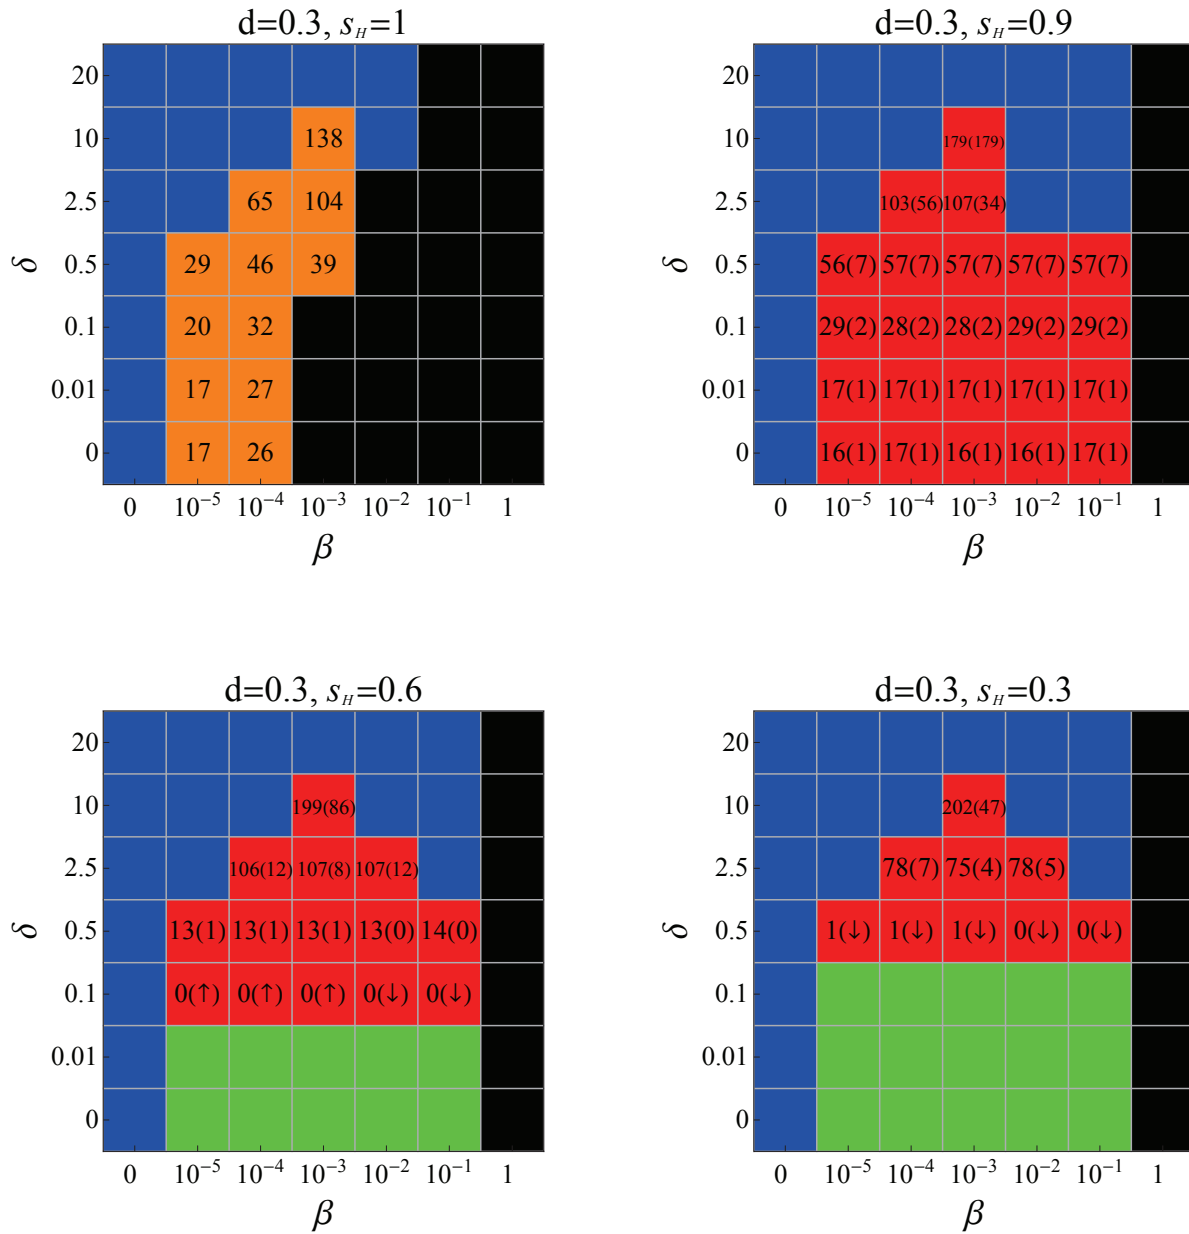 d=0.3, s_H=1
20
10 138
2.5 65 104
δ 0.5 29 46 39
0.1 20 32
0.01 17 27
0 17 26
0 10⁻⁵ 10⁻⁴ 10⁻³ 10⁻² 10⁻¹ 1
β
d=0.3, s_H=0.9
20
10 179(179)
2.5 103(56) 107(34)
δ 0.5 56(7) 57(7) 57(7) 57(7) 57(7)
0.1 29(2) 28(2) 28(2) 29(2) 29(2)
0.01 17(1) 17(1) 17(1) 17(1) 17(1)
0 16(1) 17(1) 16(1) 16(1) 17(1)
0 10⁻⁵ 10⁻⁴ 10⁻³ 10⁻² 10⁻¹ 1
β
d=0.3, s_H=0.6
20
10 199(86)
2.5 106(12) 107(8) 107(12)
δ 0.5 13(1) 13(1) 13(1) 13(0) 14(0)
0.1 0(↑) 0(↑) 0(↑) 0(↓) 0(↓)
0.01
0
0 10⁻⁵ 10⁻⁴ 10⁻³ 10⁻² 10⁻¹ 1
β
d=0.3, s_H=0.3
20
10 202(47)
2.5 78(7) 75(4) 78(5)
δ 0.5 1(↓) 1(↓) 1(↓) 0(↓) 0(↓)
0.1
0.01
0
0 10⁻⁵ 10⁻⁴ 10⁻³ 10⁻² 10⁻¹ 1
β